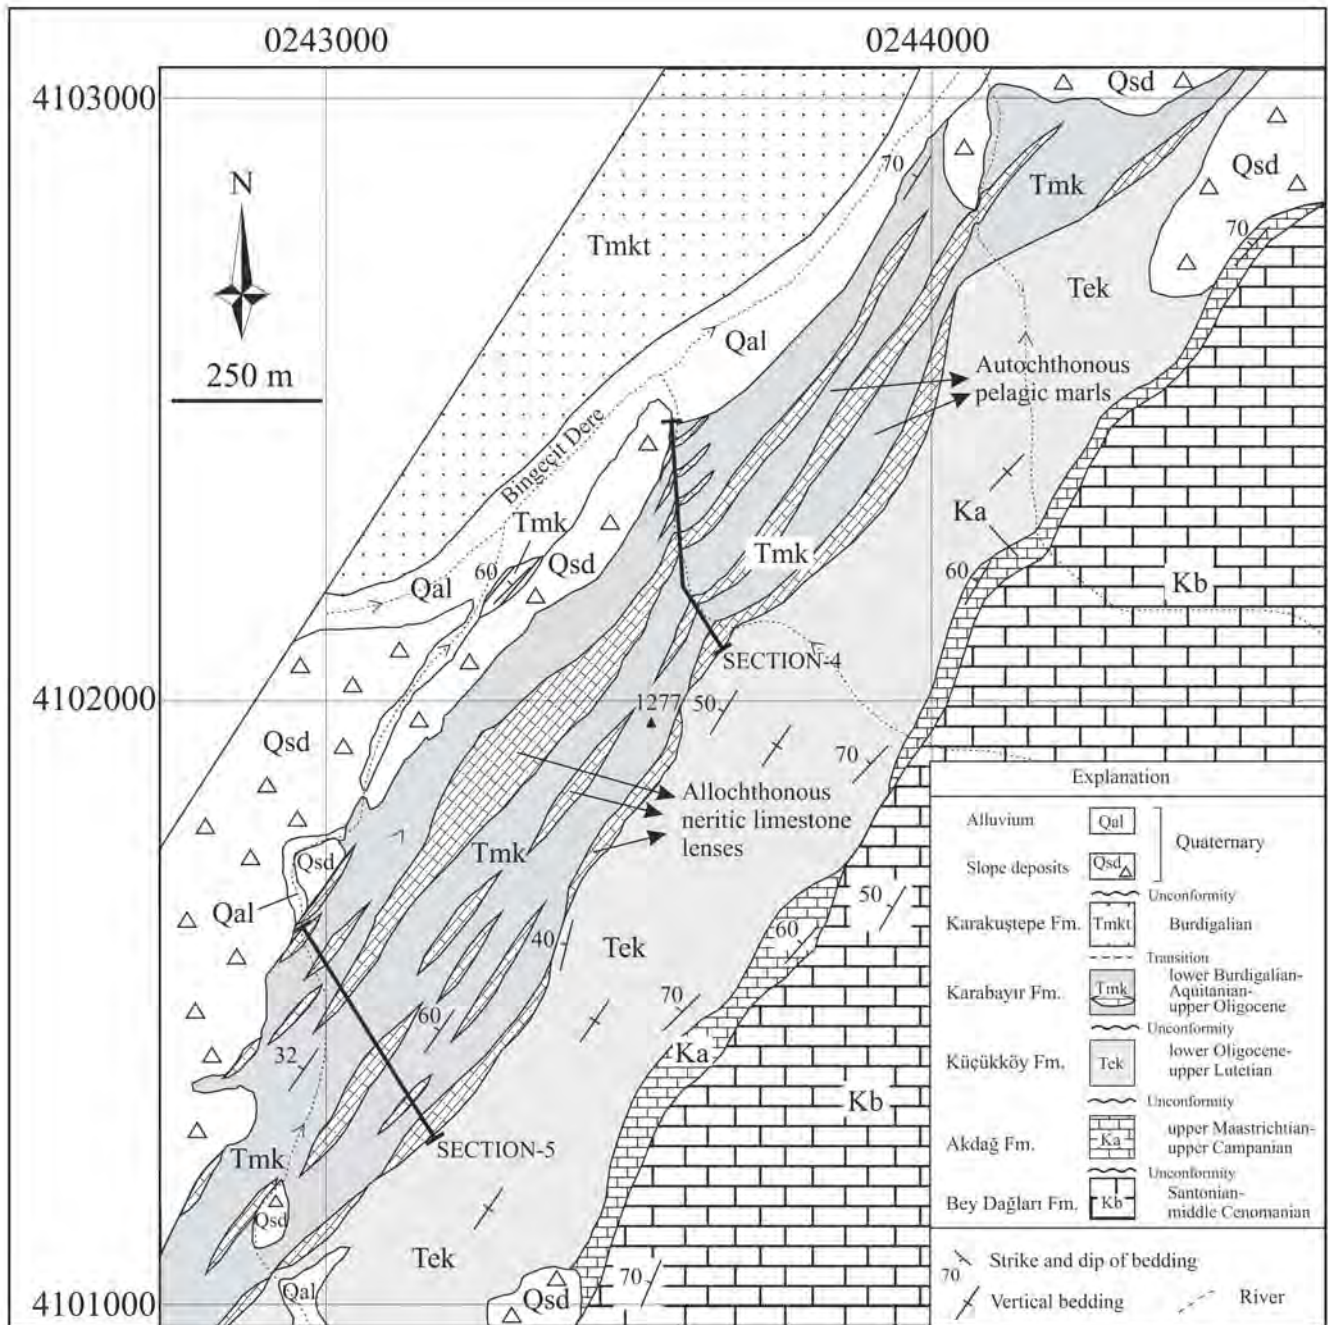 0243000 0244000
4103000
Qsd
N
70
Tmk
Qsd
70
Tmkt
Tek
Qal
250 m
Autochthonous
pelagic marls
Bingeçit Dere
Tmk
Ka
60
Qsd
Tmk
60
Qal
Kb
SECTION-4
4102000
1277
50
70
Qsd
Allochthonous
neritic limestone
lenses
Tmk
Qsd
Qal
50
60
40
Tek
70
60
32
Ka
Kb
SECTION-5
Tmk
Qsd
Tek
70
Qal
Qsd
4101000
Explanation
Alluvium Qal
Quaternary
Slope deposits Qsd
Unconformity
Karakuştepe Fm. Tmkt Burdigalian
Transition
Karabayır Fm. Tmk lower Burdigalian-
Aquitanian-
upper Oligocene
Unconformity
Küçükköy Fm. Tek lower Oligocene-
upper Lutetian
Unconformity
Akdağ Fm. Ka upper Maastrichtian-
upper Campanian
Unconformity
Bey Dağları Fm. Kb Santonian-
middle Cenomanian
70 Strike and dip of bedding
Vertical bedding River